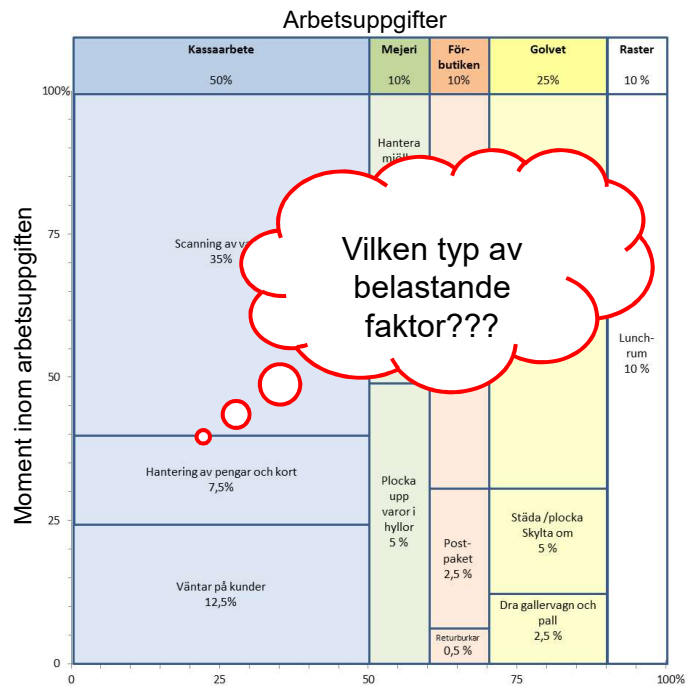 Arbetsuppgifter
Kassaarbete
50%
Mejeri
10%
För-
butiken
10%
Golvet
25%
Raster
10 %
100%
75
50
25
0
Moment inom arbetsuppgiften
Scanning av
35%
Hantering av pengar och kort
7,5%
Väntar på kunder
12,5%
Hantera
Plocka
upp
varor i
hyllor
5 %
Post-
paket
2,5 %
Returburkar
0,5 %
Städa /plocka
Skylta om
5 %
Dra gallervagn och
pall
2,5 %
Lunch-
rum
10 %
Vilken typ av
belastande
faktor???
0
25
50
75
100%